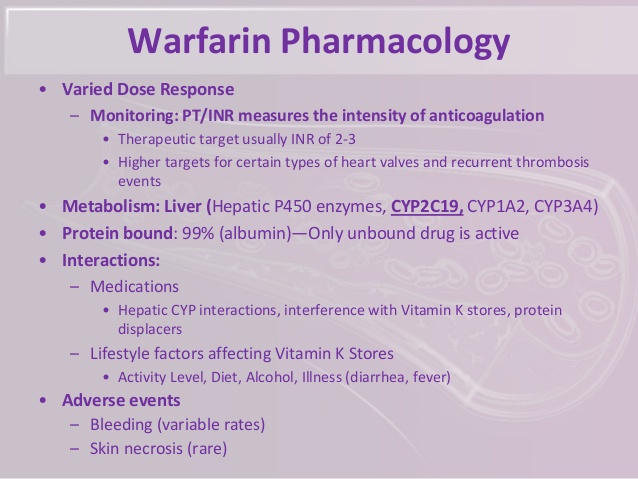 Warfarin Pharmacology
• Varied Dose Response
– Monitoring: PT/INR measures the intensity of anticoagulation
• Therapeutic target usually INR of 2-3
• Higher targets for certain types of heart valves and recurrent thrombosis
events
• Metabolism: Liver (Hepatic P450 enzymes, CYP2C19, CYP1A2, CYP3A4)
• Protein bound: 99% (albumin)—Only unbound drug is active
• Interactions:
– Medications
• Hepatic CYP interactions, interference with Vitamin K stores, protein
displacers
– Lifestyle factors affecting Vitamin K Stores
• Activity Level, Diet, Alcohol, Illness (diarrhea, fever)
• Adverse events
– Bleeding (variable rates)
– Skin necrosis (rare)